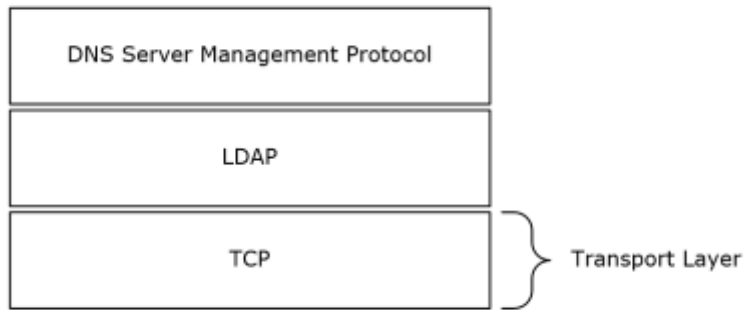 DNS Server Management Protocol
LDAP
TCP
Transport Layer